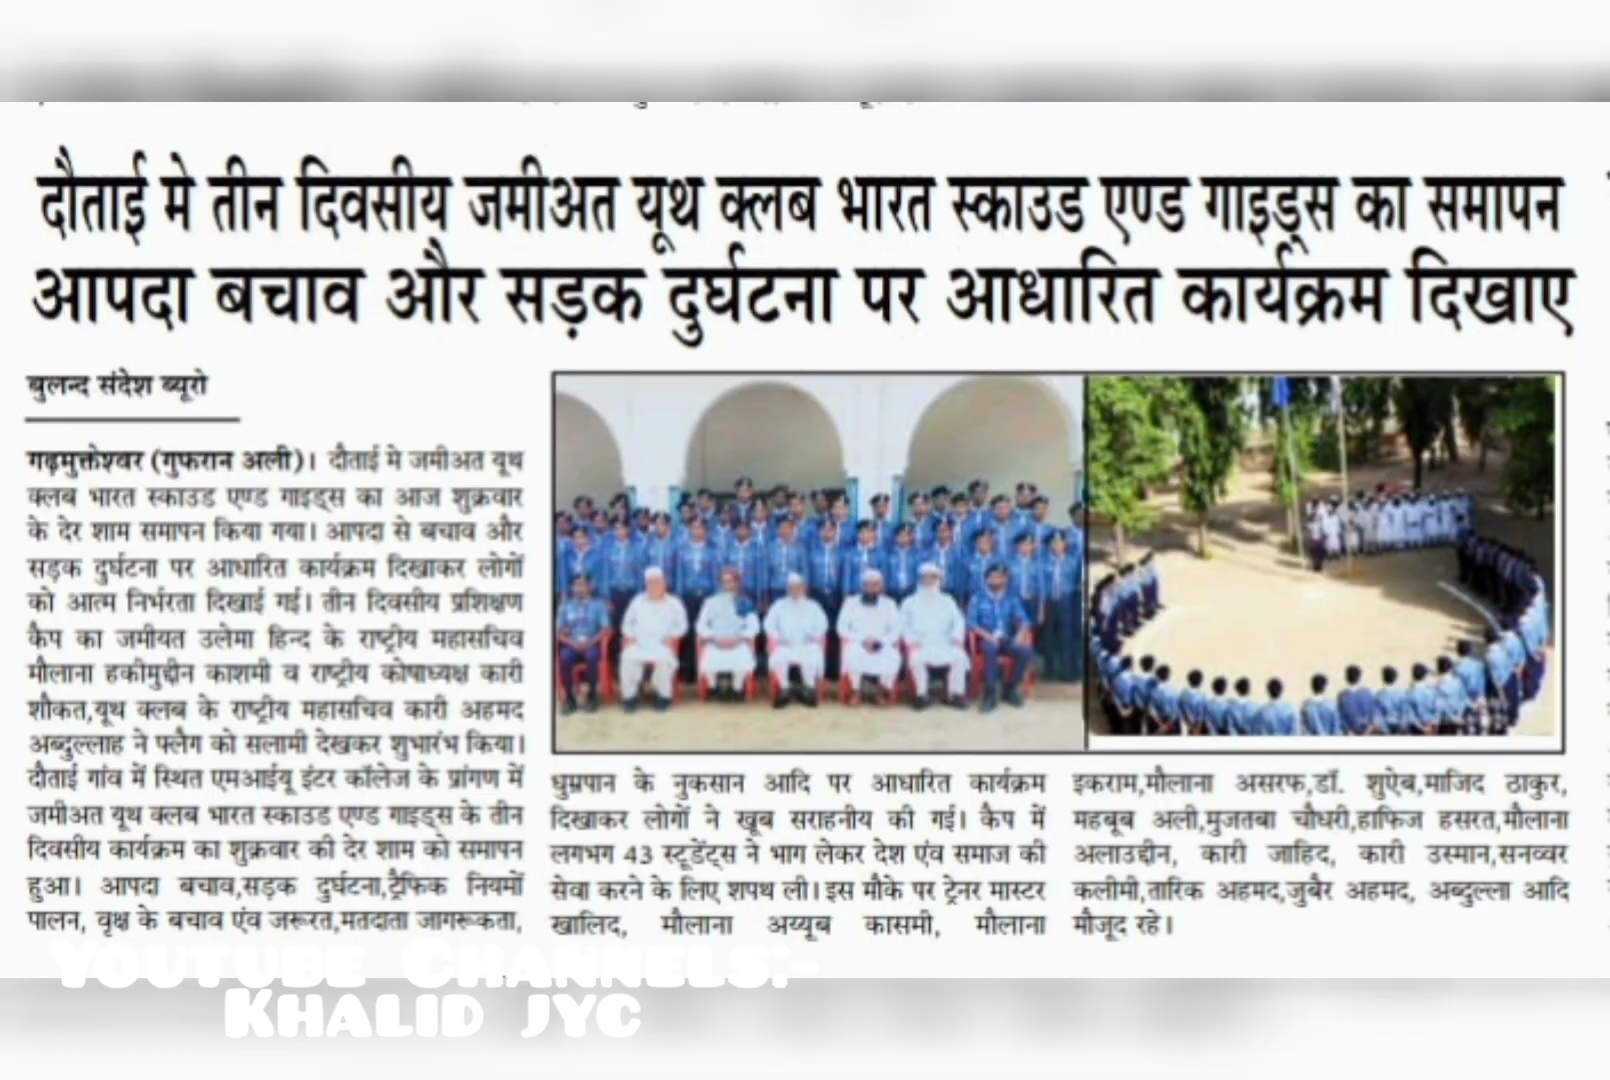 दौताई मे तीन दिवसीय जमीअत यूथ क्लब भारत स्काउड एण्ड गाइड्स का समापन
आपदा बचाव और सड़क दुर्घटना पर आधारित कार्यक्रम दिखाए
बुलन्द संदेश ब्यूरो
गढ़मुक्तेश्वर (गुफरान अली)। दौताई मे जमीअत यूथ
क्लब भारत स्काउड एण्ड गाइड्स का आज शुक्रवार
के देर शाम समापन किया गया। आपदा से बचाव और
सड़क दुर्घटना पर आधारित कार्यक्रम दिखाकर लोगों
को आत्म निर्भरता दिखाई गई। तीन दिवसीय प्रशिक्षण
कैप का जमीयत उलेमा हिन्द के राष्ट्रीय महासचिव
मौलाना हकीमुद्दीन काशमी व राष्ट्रीय कोषाध्यक्ष कारी
शौकत,यूथ क्लब के राष्ट्रीय महासचिव कारी अहमद
अब्दुल्लाह ने फ्लैग को सलामी देखकर शुभारंभ किया।
दौताई गांव में स्थित एमआईयू इंटर कॉलेज के प्रांगण में
जमीअत यूथ क्लब भारत स्काउड एण्ड गाइड्स के तीन
दिवसीय कार्यक्रम का शुक्रवार की देर शाम को समापन
हुआ। आपदा बचाव,सड़क दुर्घटना,ट्रैफिक नियमों
पालन, वृक्ष के बचाव एंव जरूरत,मतदाता जागरूकता,
धुम्रपान के नुकसान आदि पर आधारित कार्यक्रम
दिखाकर लोगों ने खूब सराहनीय की गई। कैप में
लगभग 43 स्टूडेंट्स ने भाग लेकर देश एंव समाज की
सेवा करने के लिए शपथ ली। इस मौके पर ट्रेनर मास्टर
खालिद, मौलाना अय्यूब कासमी, मौलाना
इकराम,मौलाना असरफ,डॉ. शुऐब,माजिद ठाकुर,
महबूब अली,मुजतबा चौधरी,हाफिज हसरत,मौलाना
अलाउद्दीन, कारी जाहिद, कारी उस्मान,सनव्वर
कलीमी,तारिक अहमद,जुबैर अहमद, अब्दुल्ला आदि
मौजूद रहे।
YOUTUBE CHANNELS:-
KHALID JYC